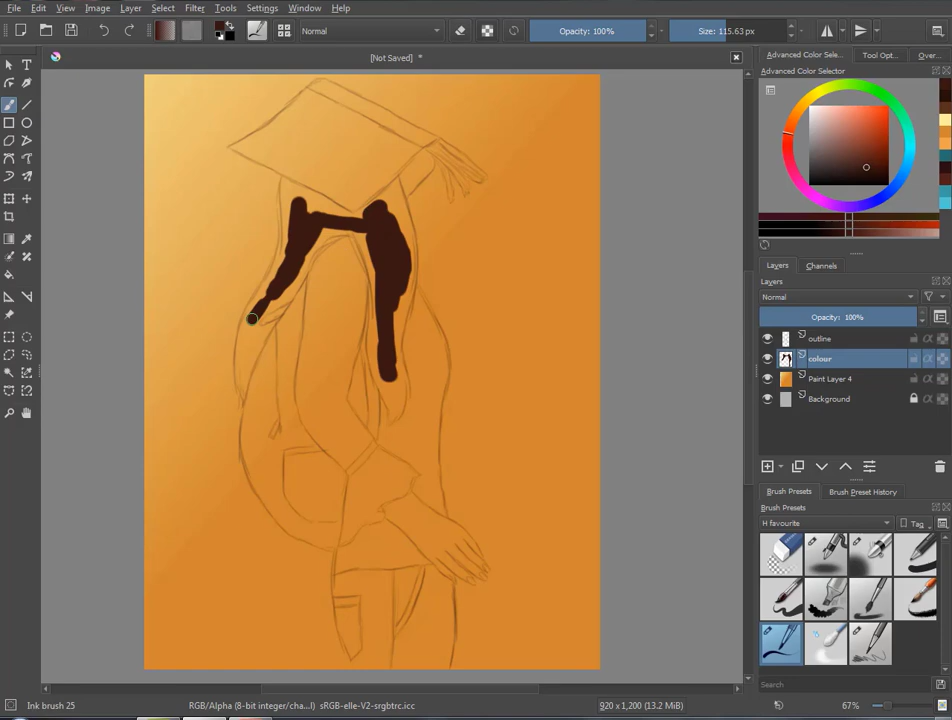 File Edit View Image Layer Select Filter Tools Settings Window Help
Normal Opacity: 100% Size: 115.63 px
[Not Saved] *
Advanced Color Sele... Tool Opt... Over...
Advanced Color Selector
Layers Channels
Layers
Normal
Opacity: 100%
outline
colour
Paint Layer 4
Background
Brush Presets Brush Preset History
Brush Presets
H favourite Tag
Search
Ink brush 25 RGB/Alpha (8-bit integer/cha...l) sRGB-elle-V2-srgbtrc.icc 920 x 1,200 (13.2 MiB) 67%